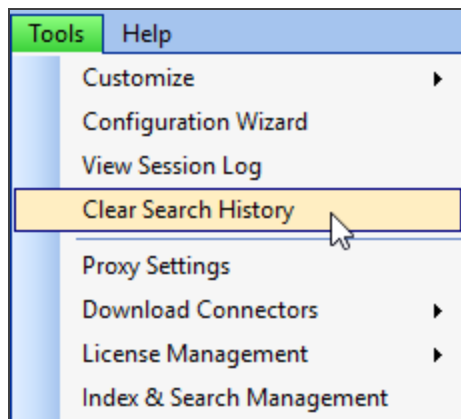 Tools Help
Customize
Configuration Wizard
View Session Log
Clear Search History
Proxy Settings
Download Connectors
License Management
Index & Search Management